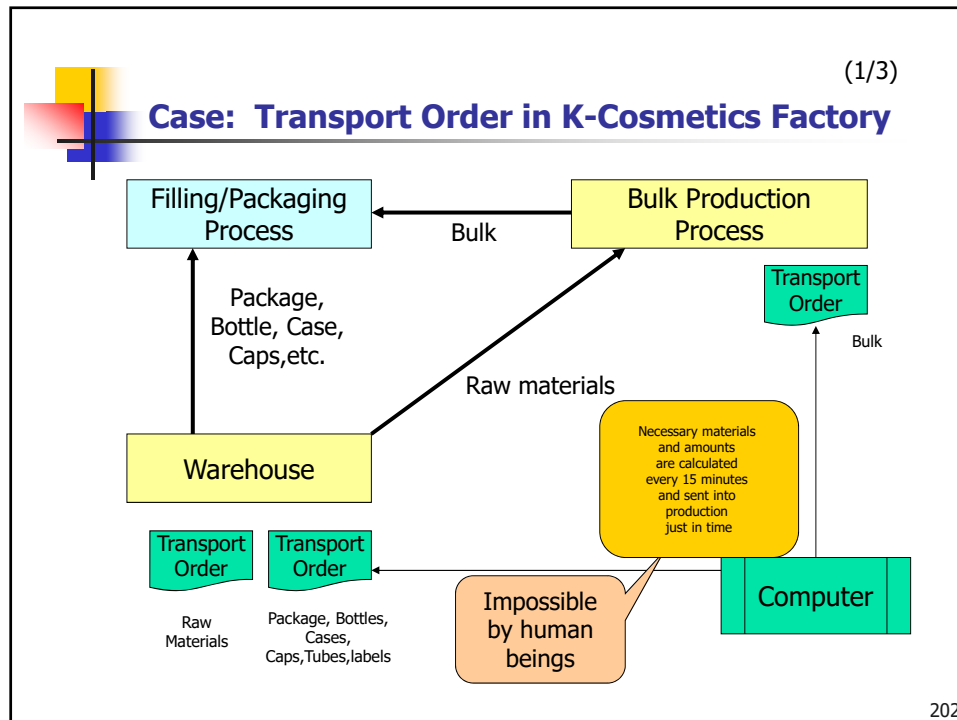 (1/3)
Case: Transport Order in K-Cosmetics Factory
Filling/Packaging
Process
Bulk Production
Process
Bulk
Transport
Order
Bulk
Package,
Bottle, Case,
Caps,etc.
Raw materials
Necessary materials
and amounts
are calculated
every 15 minutes
and sent into
production
just in time
Warehouse
Transport
Order
Transport
Order
Raw
Materials
Package, Bottles,
Cases,
Caps,Tubes,labels
Impossible
by human
beings
Computer
202